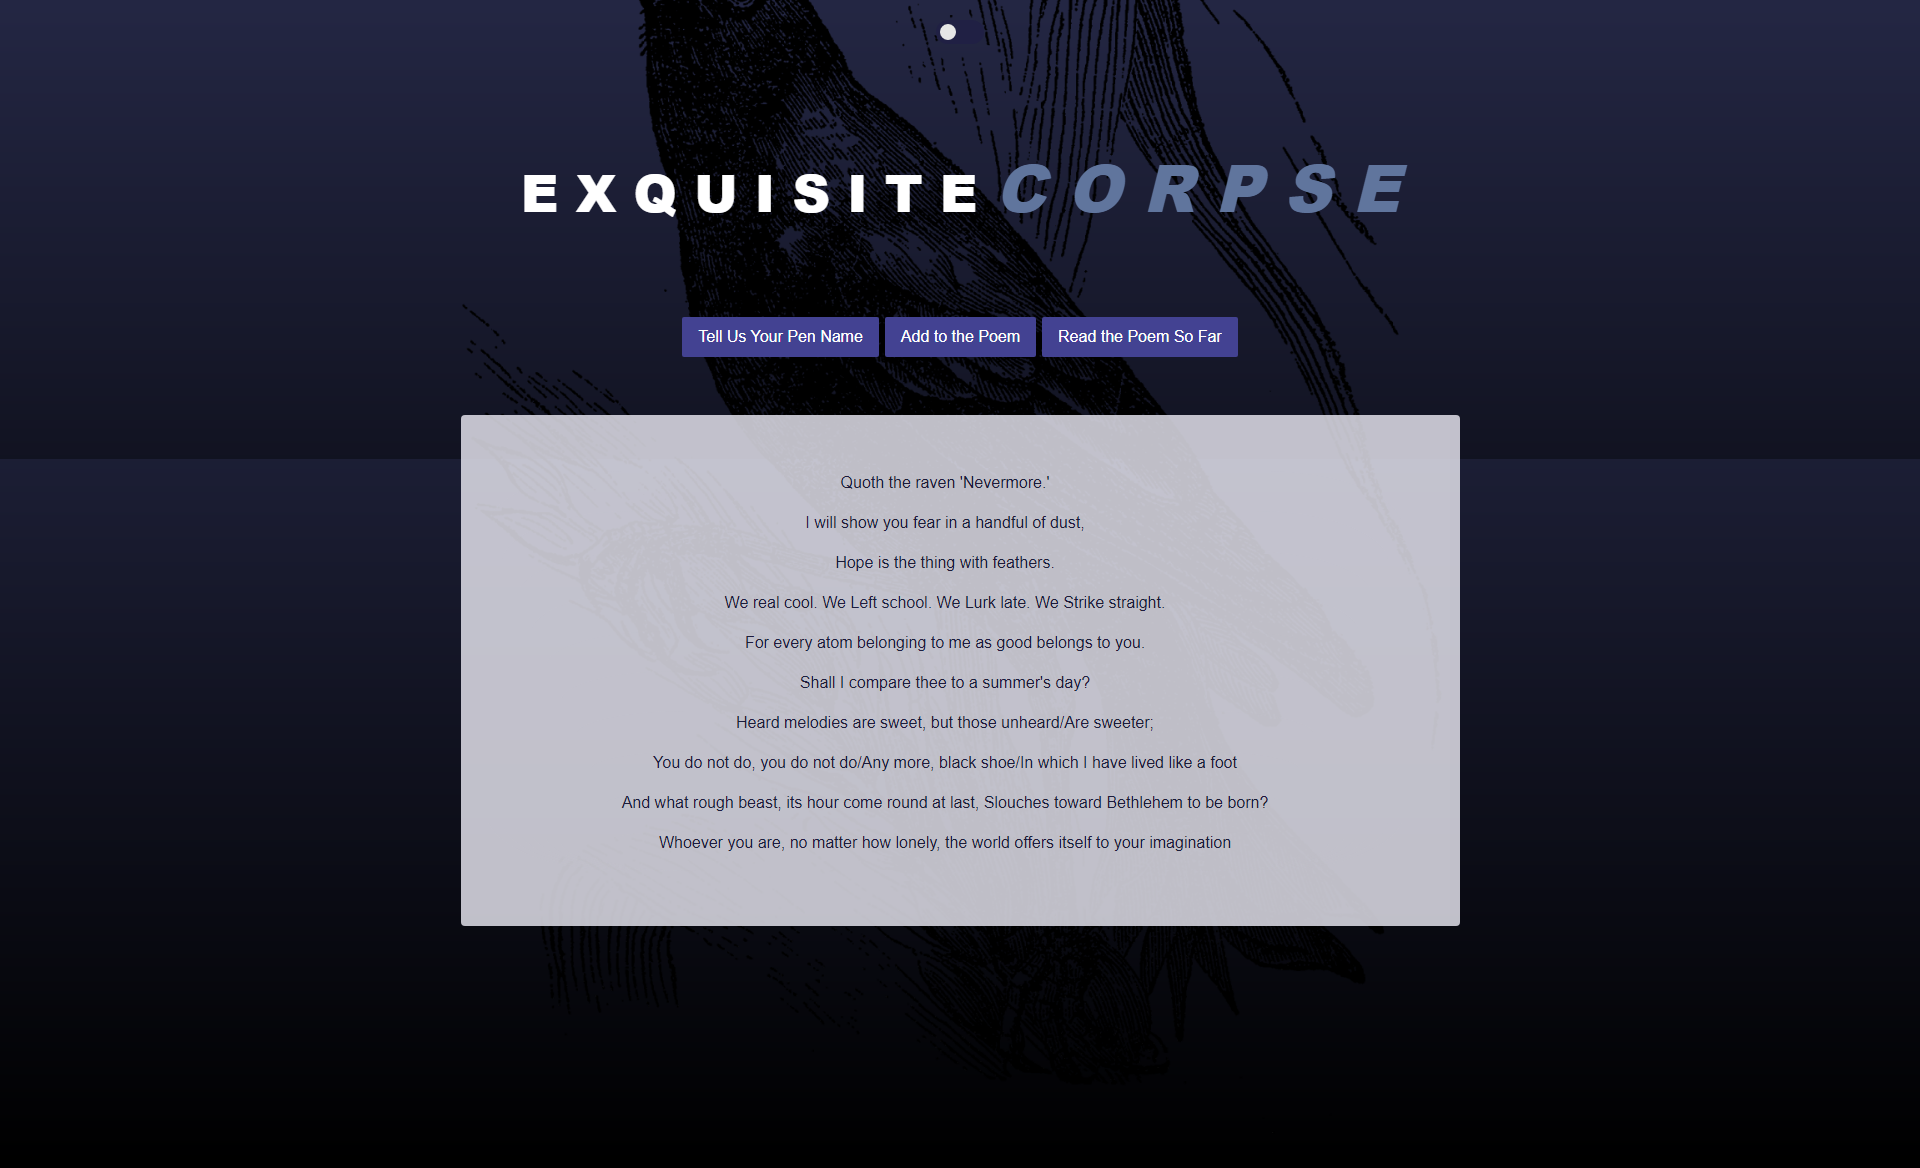 EXQUISITE CORPSE
Tell Us Your Pen Name Add to the Poem Read the Poem So Far
Quoth the raven 'Nevermore.'
I will show you fear in a handful of dust,
Hope is the thing with feathers.
We real cool. We Left school. We Lurk late. We Strike straight.
For every atom belonging to me as good belongs to you.
Shall I compare thee to a summer's day?
Heard melodies are sweet, but those unheard/Are sweeter;
You do not do, you do not do/Any more, black shoe/In which I have lived like a foot
And what rough beast, its hour come round at last, Slouches toward Bethlehem to be born?
Whoever you are, no matter how lonely, the world offers itself to your imagination